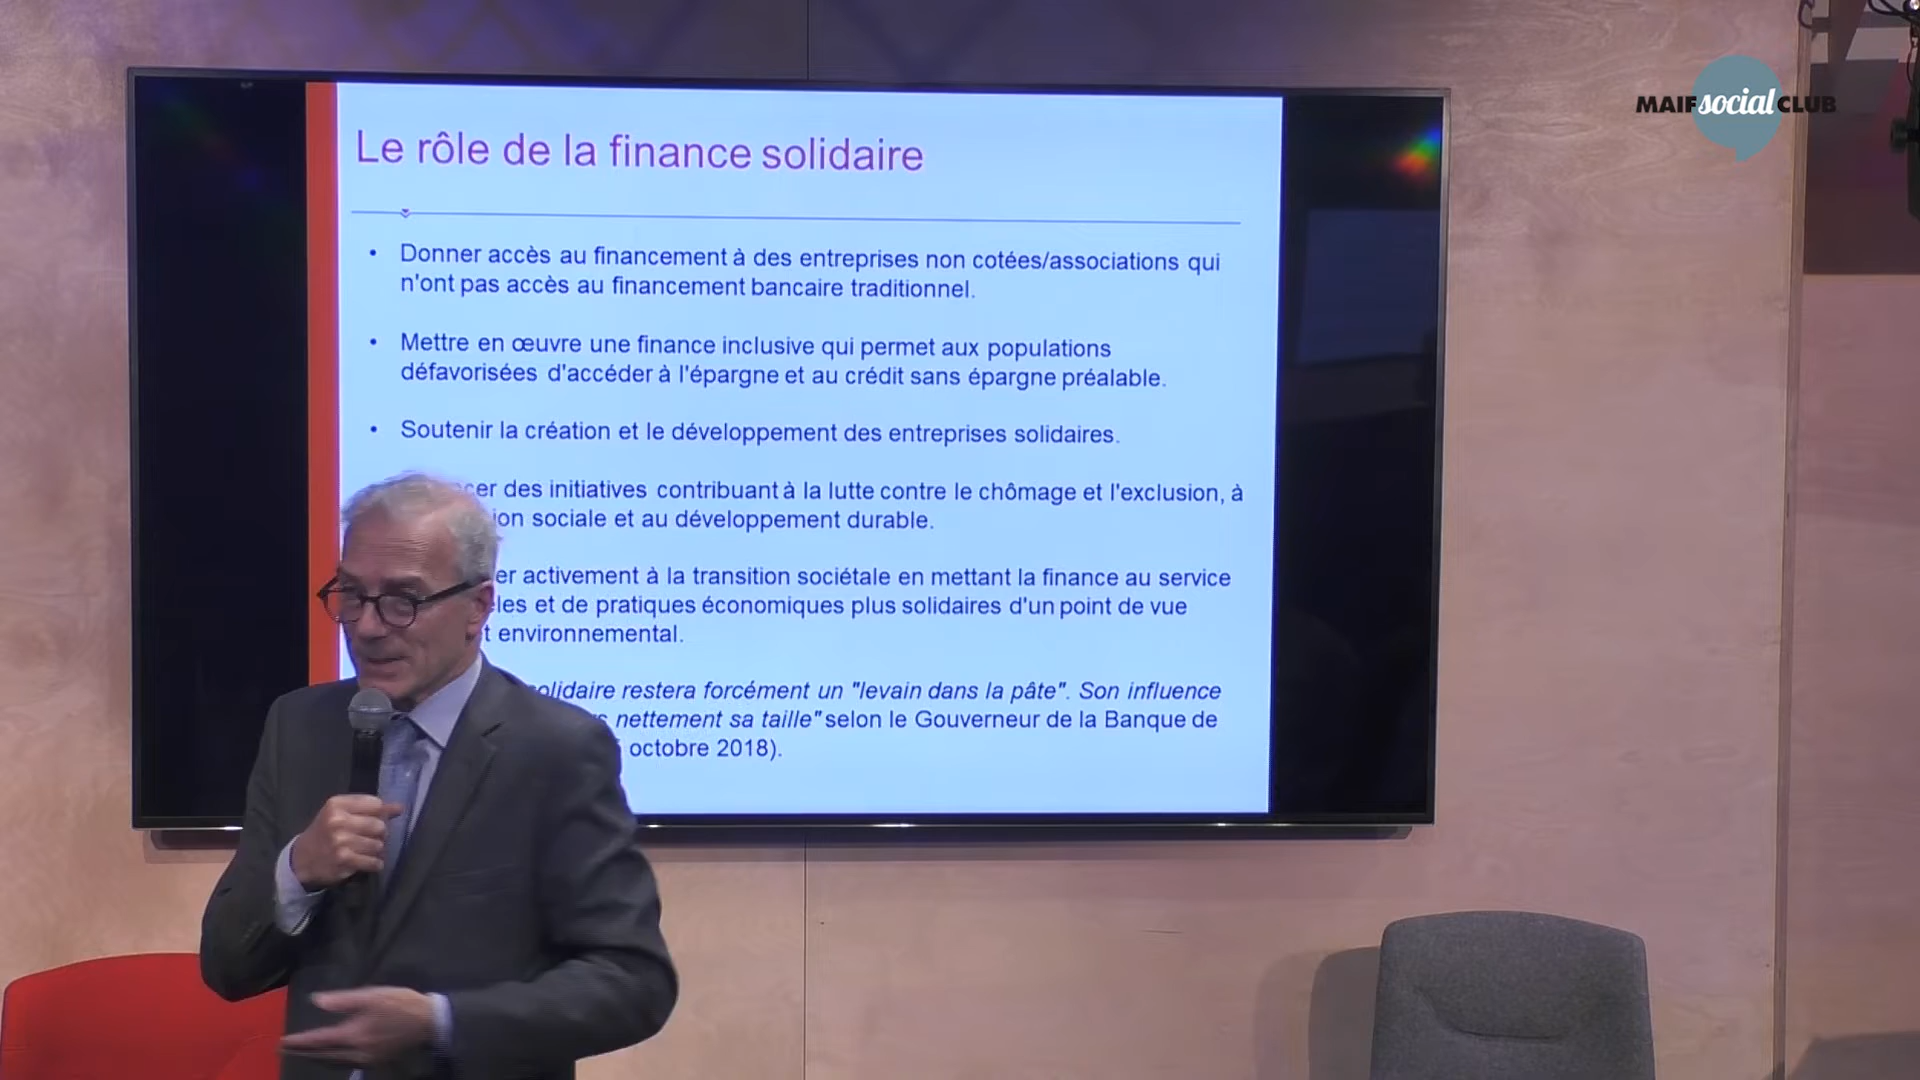 MAIF social CLUB
Le rôle de la finance solidaire
• Donner accès au financement à des entreprises non cotées/associations qui
n'ont pas accès au financement bancaire traditionnel.
• Mettre en œuvre une finance inclusive qui permet aux populations
défavorisées d'accéder à l'épargne et au crédit sans épargne préalable.
• Soutenir la création et le développement des entreprises solidaires.
des initiatives contribuant à la lutte contre le chômage et l'exclusion, à
sociale et au développement durable.
activement à la transition sociétale en mettant la finance au service
et de pratiques économiques plus solidaires d'un point de vue
environnemental.
solidaire restera forcément un "levain dans la pâte". Son influence
nettement sa taille" selon le Gouverneur de la Banque de
octobre 2018).